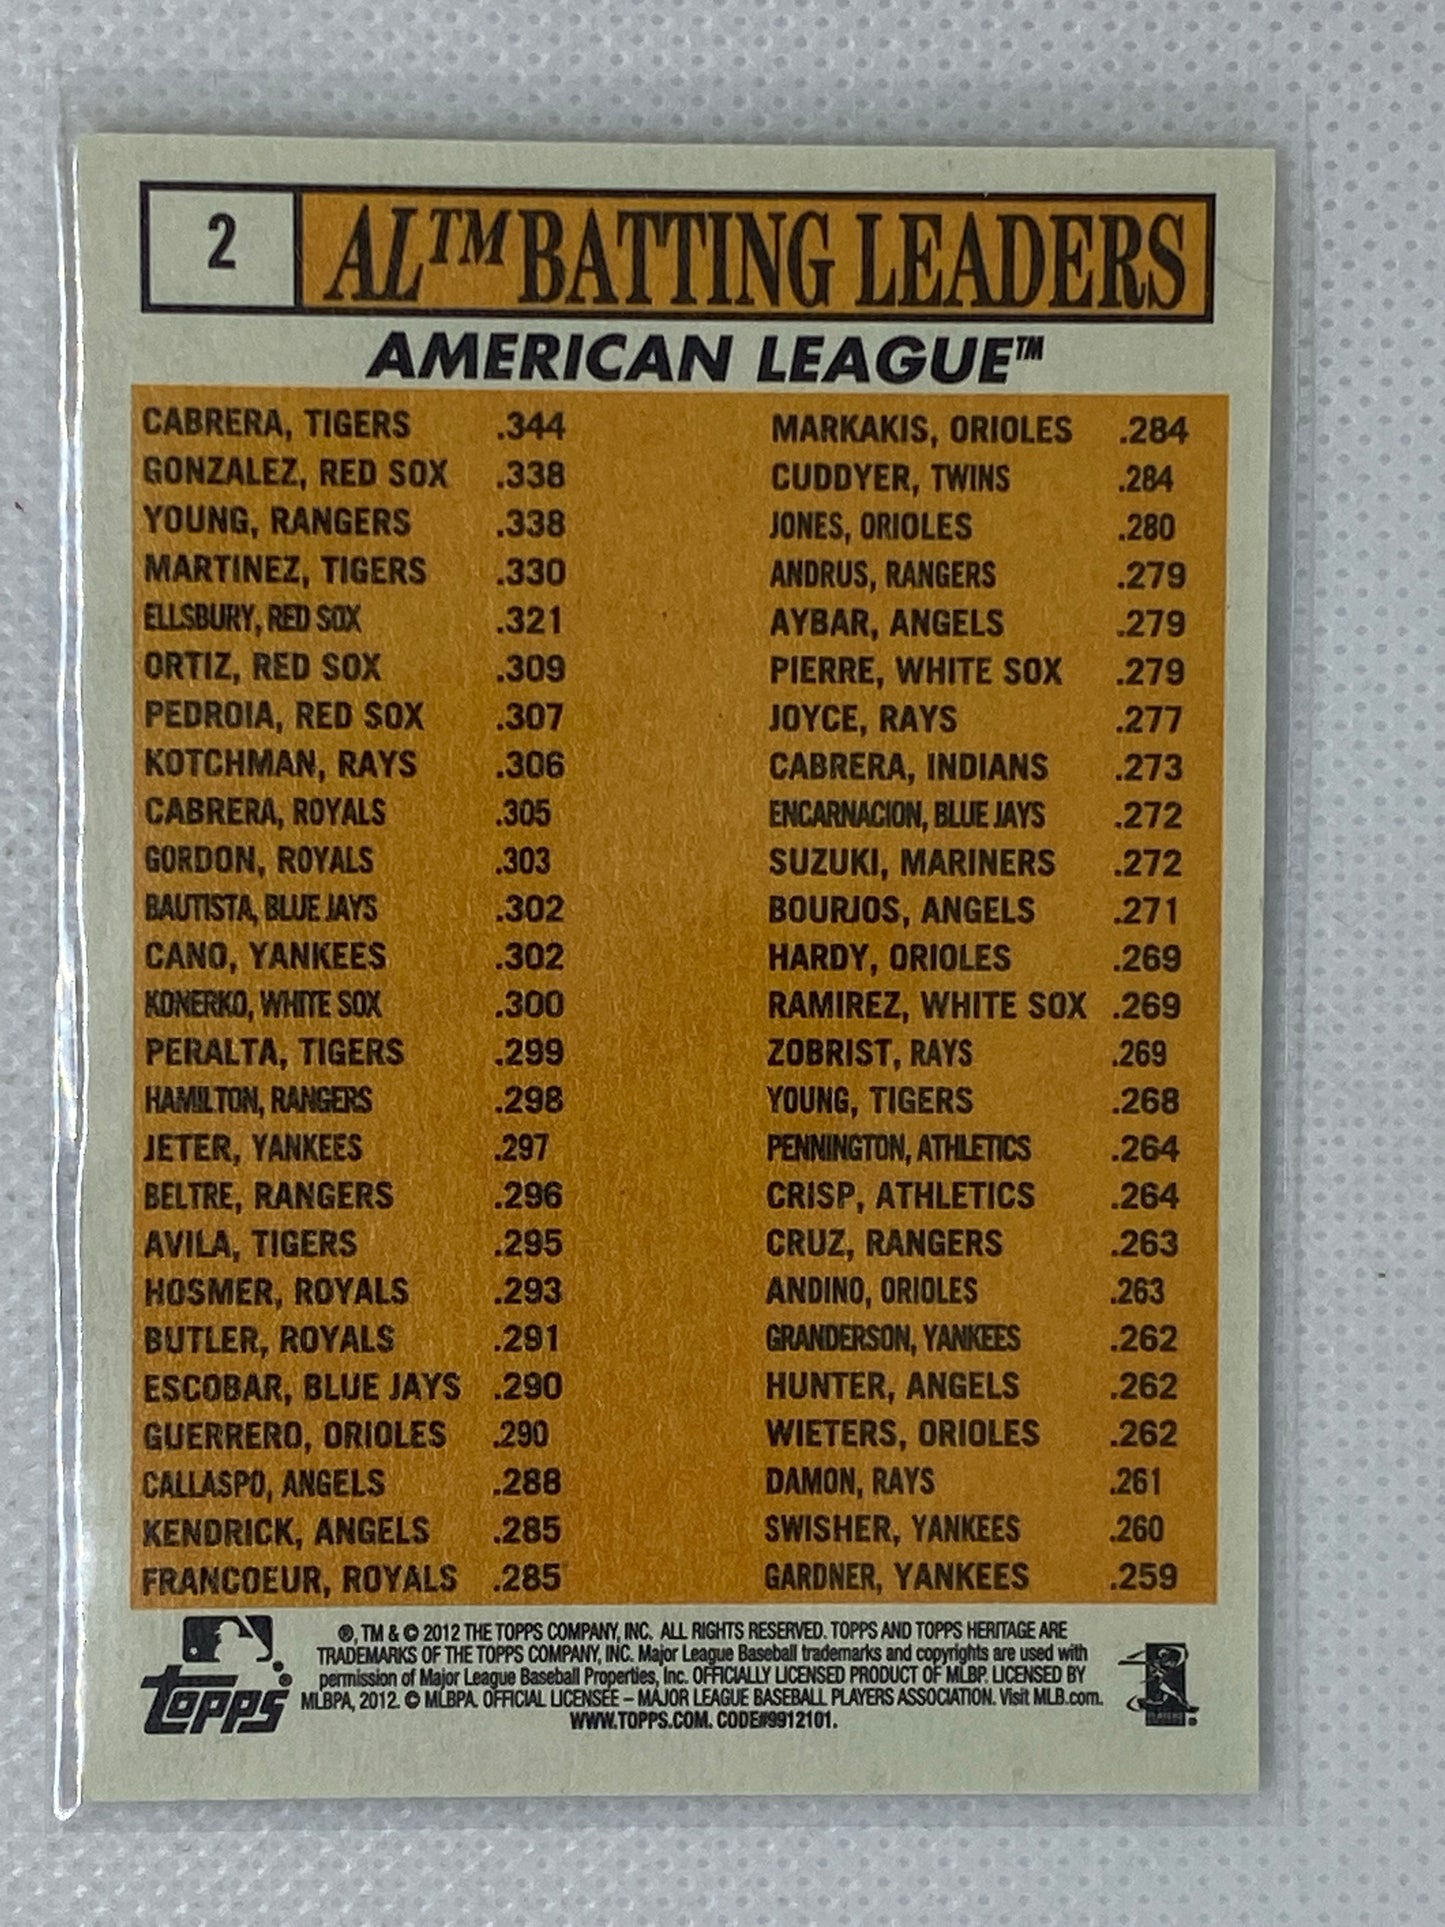 2
AL™ BATTING LEADERS
AMERICAN LEAGUE™
CABRERA, TIGERS .344
GONZALEZ, RED SOX .338
YOUNG, RANGERS .338
MARTINEZ, TIGERS .330
ELLSBURY, RED SOX .321
ORTIZ, RED SOX .309
PEDROIA, RED SOX .307
KOTCHMAN, RAYS .306
CABRERA, ROYALS .305
GORDON, ROYALS .303
BAUTISTA, BLUE JAYS .302
CANO, YANKEES .302
KONERKO, WHITE SOX .300
PERALTA, TIGERS .299
HAMILTON, RANGERS .298
JETER, YANKEES .297
BELTRE, RANGERS .296
AVILA, TIGERS .295
HOSMER, ROYALS .293
BUTLER, ROYALS .291
ESCOBAR, BLUE JAYS .290
GUERRERO, ORIOLES .290
CALLASPO, ANGELS .288
KENDRICK, ANGELS .285
FRANCOEUR, ROYALS .285
MARKAKIS, ORIOLES .284
CUDDYER, TWINS .284
JONES, ORIOLES .280
ANDRUS, RANGERS .279
AYBAR, ANGELS .279
PIERRE, WHITE SOX .279
JOYCE, RAYS .277
CABRERA, INDIANS .273
ENCARNACION, BLUE JAYS .272
SUZUKI, MARINERS .272
BOURJOS, ANGELS .271
HARDY, ORIOLES .269
RAMIREZ, WHITE SOX .269
ZOBRIST, RAYS .269
YOUNG, TIGERS .268
PENNINGTON, ATHLETICS .264
CRISP, ATHLETICS .264
CRUZ, RANGERS .263
ANDINO, ORIOLES .263
GRANDERSON, YANKEES .262
HUNTER, ANGELS .262
WIETERS, ORIOLES .262
DAMON, RAYS .261
SWISHER, YANKEES .260
GARDNER, YANKEES .259
Topps
®, TM & © 2012 THE TOPPS COMPANY, INC. ALL RIGHTS RESERVED. TOPPS AND TOPPS HERITAGE ARE
TRADEMARKS OF THE TOPPS COMPANY, INC. Major League Baseball trademarks and copyrights are used with
permission of Major League Baseball Properties, Inc. OFFICIALLY LICENSED PRODUCT OF MLBP. LICENSED BY
MLBPA, 2012. © MLBPA. OFFICIAL LICENSEE – MAJOR LEAGUE BASEBALL PLAYERS ASSOCIATION. Visit MLB.com.
WWW.TOPPS.COM. CODE#9912101.